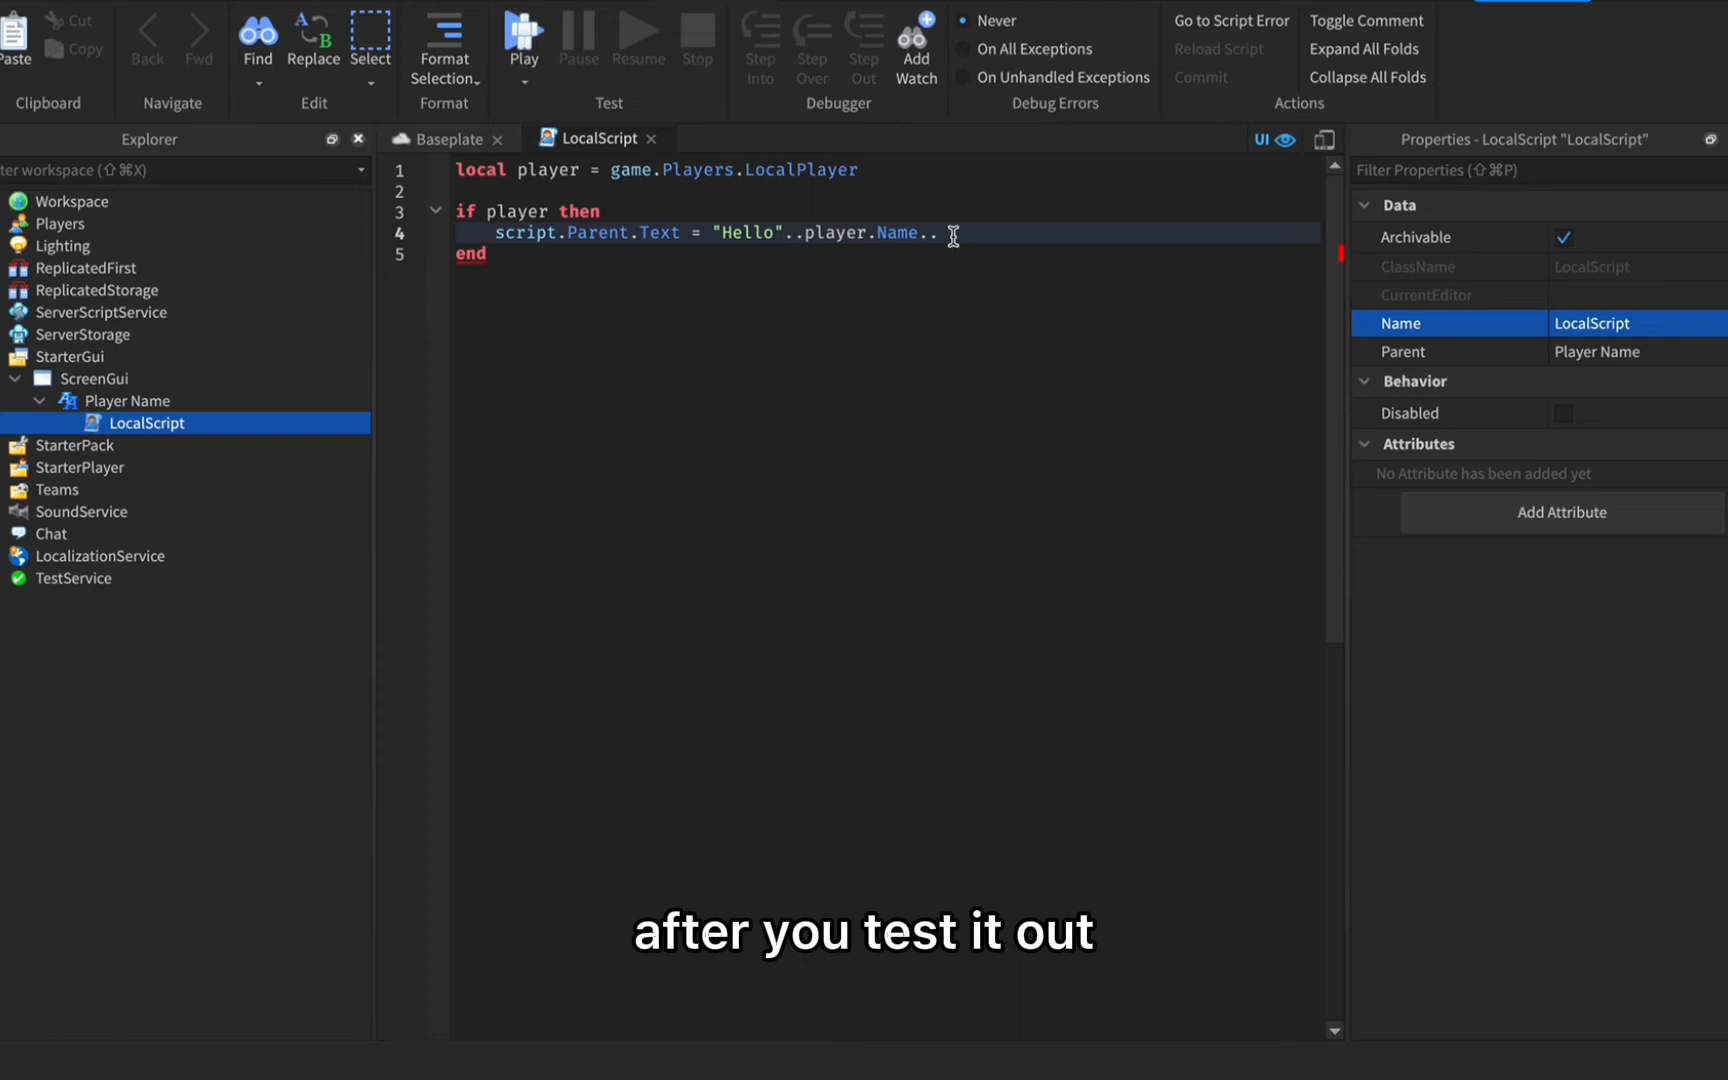 Paste
Cut
Copy
Clipboard
Back
Fwd
Navigate
Find
Replace
Select
Edit
Format
Selection
Format
Play
Pause
Resume
Stop
Test
Step
Into
Step
Over
Step
Out
Add
Watch
Debugger
Never
On All Exceptions
On Unhandled Exceptions
Debug Errors
Go to Script Error
Reload Script
Commit
Toggle Comment
Expand All Folds
Collapse All Folds
Actions
Explorer
ter workspace (⇧⌘X)
Workspace
Players
Lighting
ReplicatedFirst
ReplicatedStorage
ServerScriptService
ServerStorage
StarterGui
ScreenGui
Player Name
LocalScript
StarterPack
StarterPlayer
Teams
SoundService
Chat
LocalizationService
TestService
Baseplate
LocalScript
UI
1 local player = game.Players.LocalPlayer
2
3 if player then
4 script.Parent.Text = "Hello"..player.Name..
5 end
Properties - LocalScript "LocalScript"
Filter Properties (⇧⌘P)
Data
Archivable
ClassName LocalScript
CurrentEditor
Name LocalScript
Parent Player Name
Behavior
Disabled
Attributes
No Attribute has been added yet
Add Attribute
after you test it out